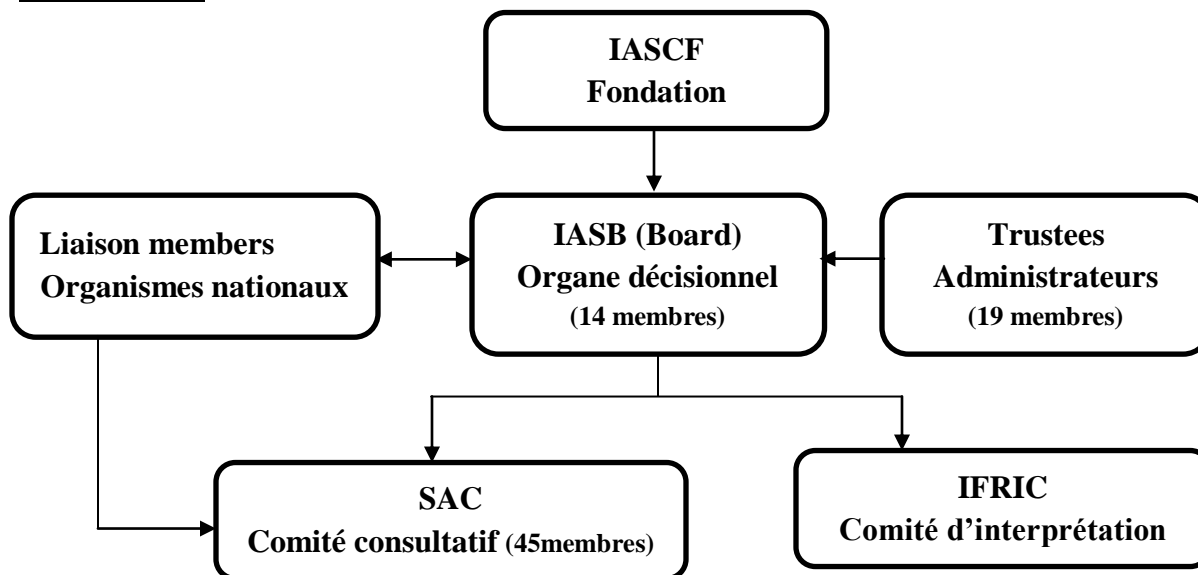 IASCF
Fondation
Liaison members
Organismes nationaux
IASB (Board)
Organe décisionnel
(14 membres)
Trustees
Administrateurs
(19 membres)
SAC
Comité consultatif (45membres)
IFRIC
Comité d’interprétation